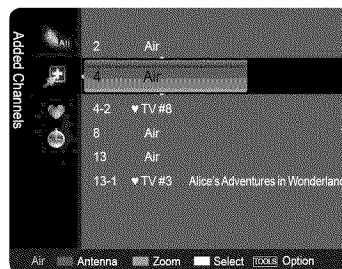 Added Channels
All
2 Air
4 Air
4-2 ♥ TV #8
8 Air
13 Air
13-1 ♥ TV #3 Alice's Adventures in Wonderland
Air Antenna Zoom Select TOOLS Option